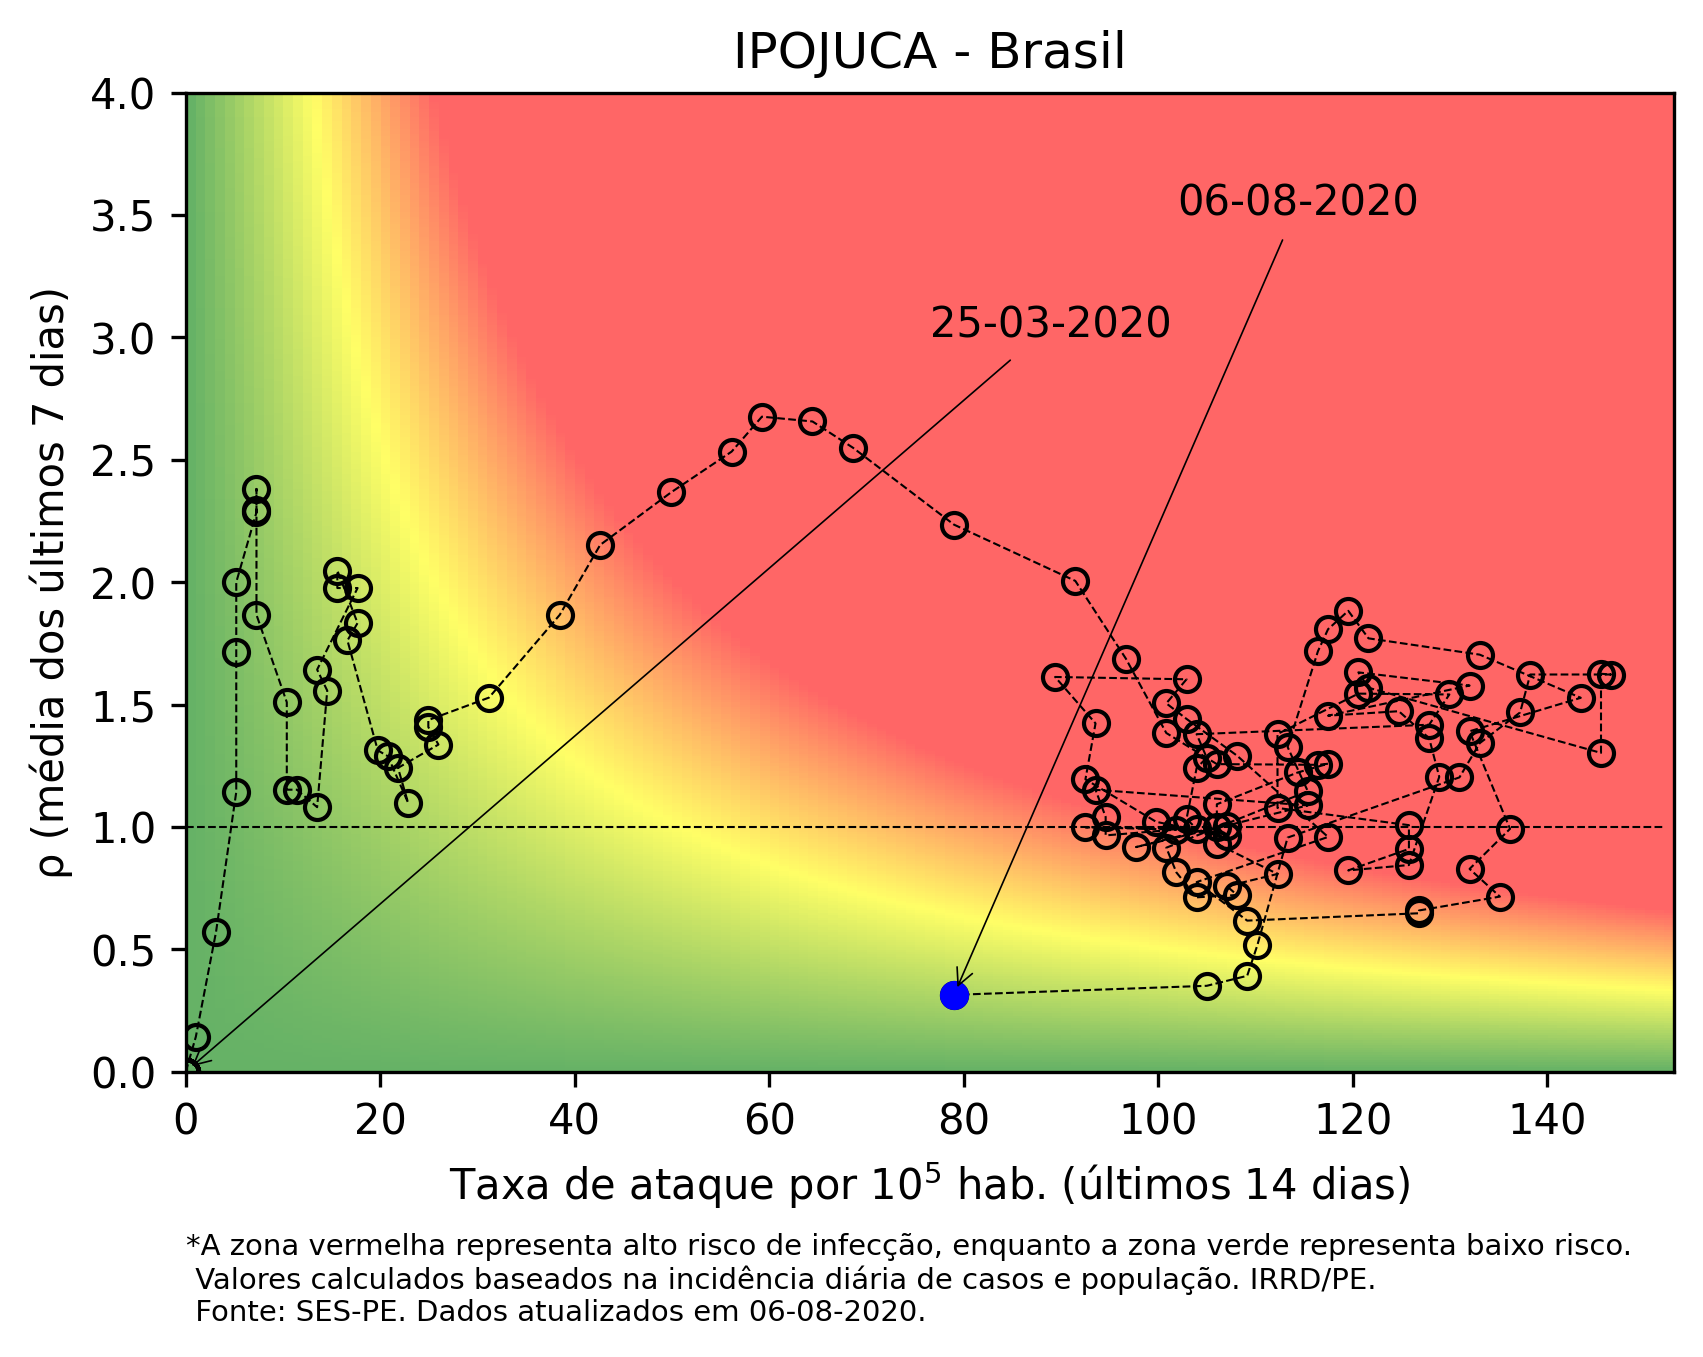 IPOJUCA - Brasil
4.0
3.5
3.0
2.5
2.0
1.5
1.0
0.5
0.0
ρ (média dos últimos 7 dias)
06-08-2020
25-03-2020
0 20 40 60 80 100 120 140
Taxa de ataque por 10⁵ hab. (últimos 14 dias)
*A zona vermelha representa alto risco de infecção, enquanto a zona verde representa baixo risco.
Valores calculados baseados na incidência diária de casos e população. IRRD/PE.
Fonte: SES-PE. Dados atualizados em 06-08-2020.